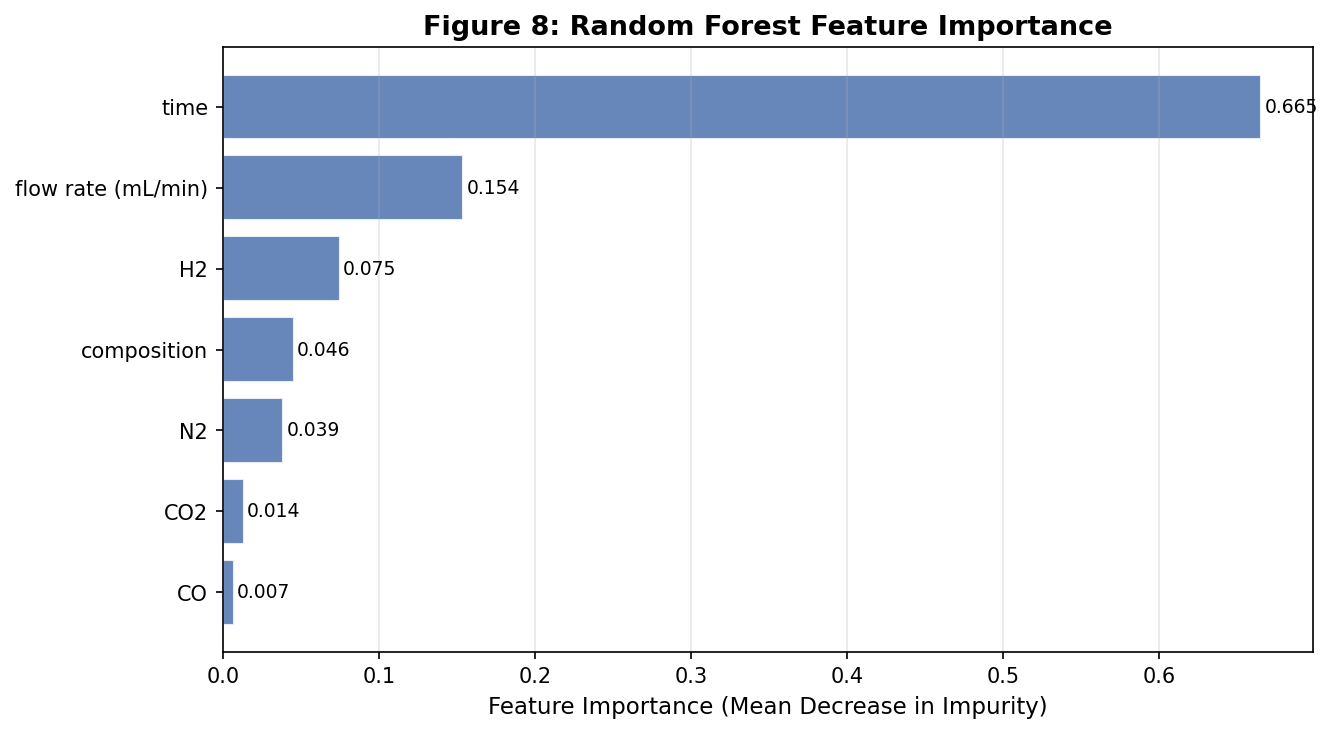 Figure 8: Random Forest Feature Importance
time
0.665
flow rate (mL/min)
0.154
H2
0.075
composition
0.046
N2
0.039
CO2
0.014
CO
0.007
0.0 0.1 0.2 0.3 0.4 0.5 0.6
Feature Importance (Mean Decrease in Impurity)